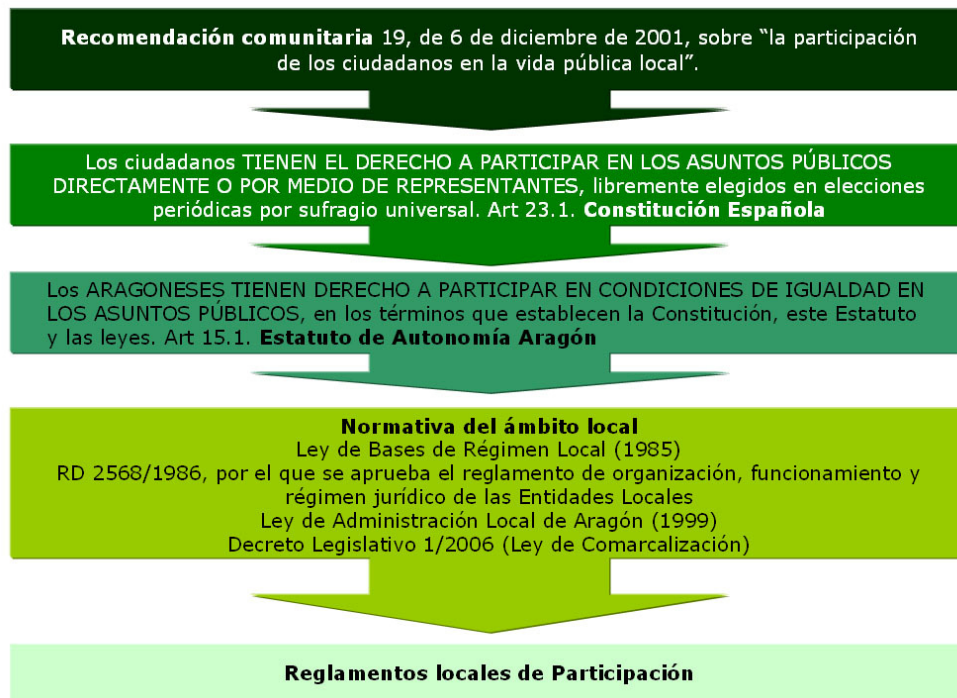 Recomendación comunitaria 19, de 6 de diciembre de 2001, sobre “la participación
de los ciudadanos en la vida pública local”.
Los ciudadanos TIENEN EL DERECHO A PARTICIPAR EN LOS ASUNTOS PÚBLICOS
DIRECTAMENTE O POR MEDIO DE REPRESENTANTES, libremente elegidos en elecciones
periódicas por sufragio universal. Art 23.1. Constitución Española
Los ARAGONESES TIENEN DERECHO A PARTICIPAR EN CONDICIONES DE IGUALDAD EN
LOS ASUNTOS PÚBLICOS, en los términos que establecen la Constitución, este Estatuto
y las leyes. Art 15.1. Estatuto de Autonomía Aragón
Normativa del ámbito local
Ley de Bases de Régimen Local (1985)
RD 2568/1986, por el que se aprueba el reglamento de organización, funcionamiento y
régimen jurídico de las Entidades Locales
Ley de Administración Local de Aragón (1999)
Decreto Legislativo 1/2006 (Ley de Comarcalización)
Reglamentos locales de Participación